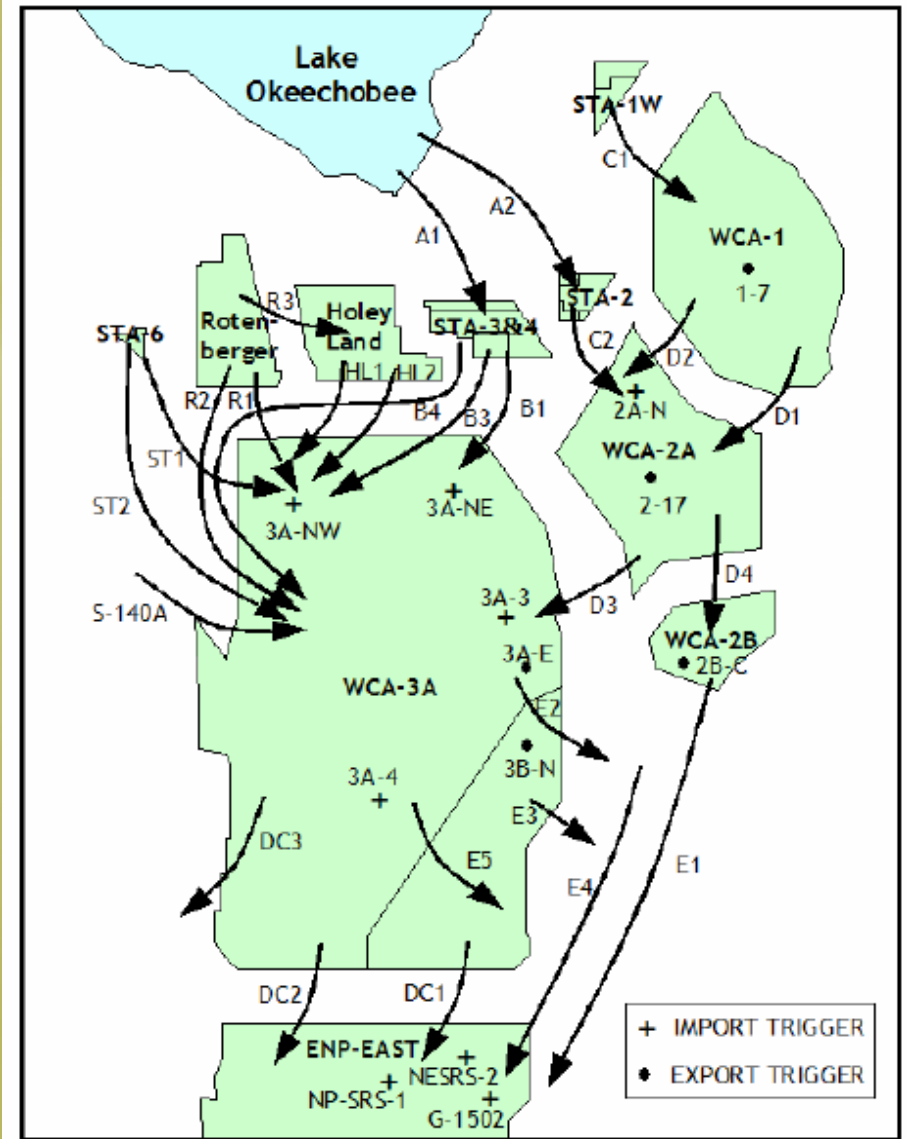 Lake
Okeechobee
STA-1W
C1
A2
A1
WCA-1
1-7
R3
Holey
Land
STA-2
STA-6
Roten-
berger
STA-3&4
C2
D2
HL1
HL2
R2
R1
B4
B3
B1
2A-N
D1
ST1
WCA-2A
2-17
ST2
3A-NW
3A-NE
D4
S-140A
3A-3
D3
3A-E
WCA-2B
2B-C
WCA-3A
E2
3B-N
3A-4
E3
DC3
E5
E4
E1
DC2
DC1
ENP-EAST
NESRS-2
NP-SRS-1
G-1502
+ IMPORT TRIGGER
● EXPORT TRIGGER